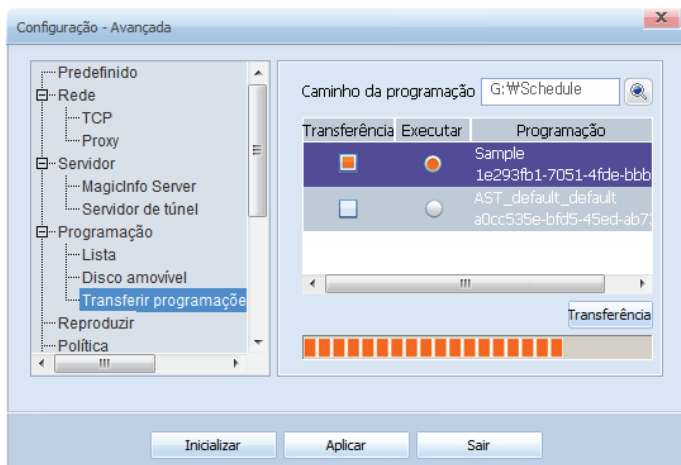 Configuração - Avançada
x
Predefinido
Rede
TCP
Proxy
Servidor
MagicInfo Server
Servidor de túnel
Programação
Lista
Disco amovível
Transferir programaçõe
Reproduzir
Política
Caminho da programação G:₩Schedule
Transferência Executar Programação
Sample
1e293fb1-7051-4fde-bbb
AST_default_default
a0cc535e-bfd5-45ed-ab7
Transferência
Inicializar Aplicar Sair